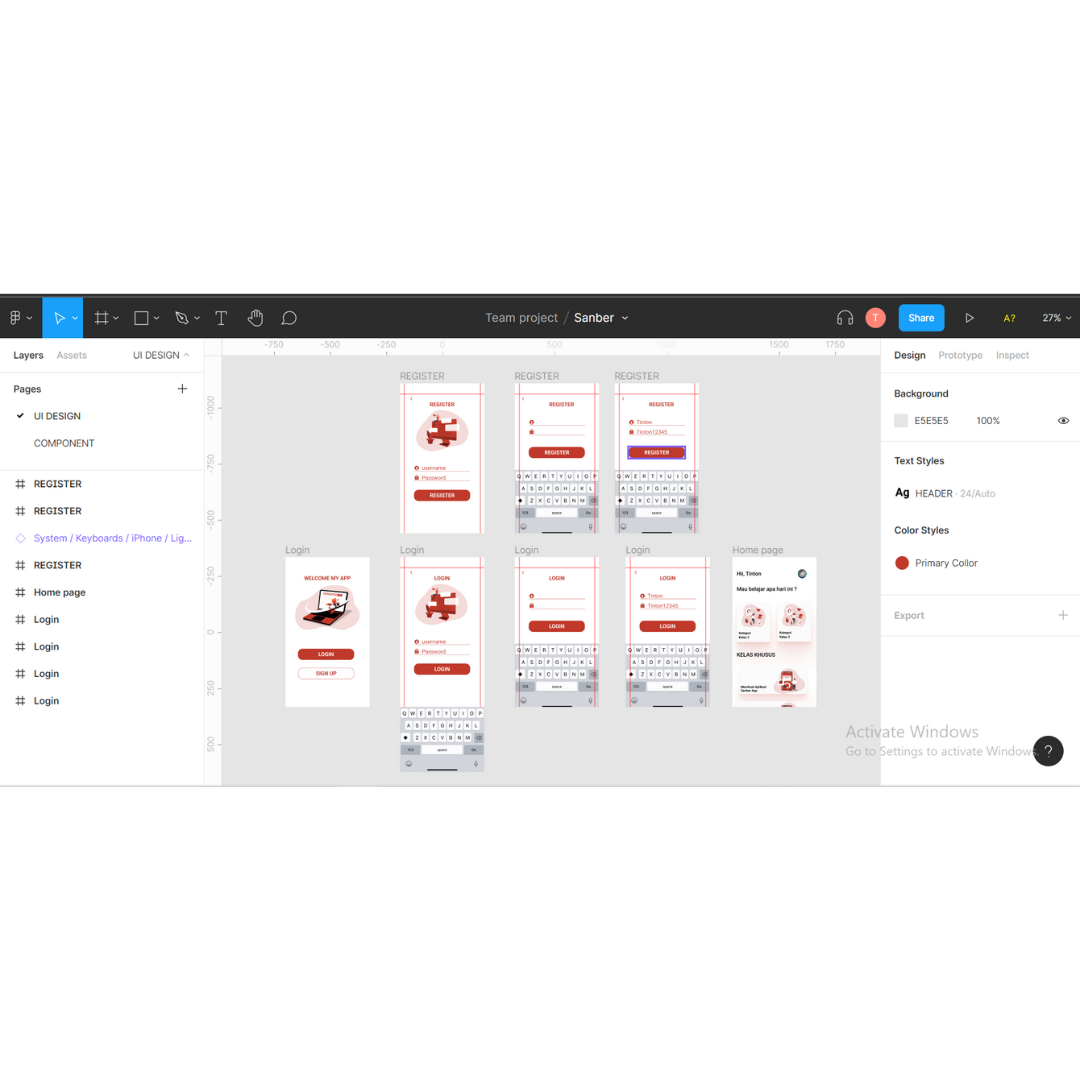 Team project / Sanber
T
Share
A?
27%
Layers
Assets
UI DESIGN
Pages
UI DESIGN
COMPONENT
REGISTER
REGISTER
System / Keyboards / iPhone / Lig...
REGISTER
Home page
Login
Login
Login
Login
-750
-500
-250
0
500
1000
1500
1750
-1000
-750
-500
-250
0
250
500
REGISTER
REGISTER
username
Password
REGISTER
REGISTER
REGISTER
REGISTER
Q W E R T Y U I O P
A S D F G H J K L
Z X C V B N M
123 space Go
REGISTER
REGISTER
Tinton
Tinton12345
REGISTER
Q W E R T Y U I O P
A S D F G H J K L
Z X C V B N M
123 space Go
Login
WELCOME MY APP
LOGIN
SIGN UP
Login
LOGIN
username
Password
LOGIN
Q W E R T Y U I O P
A S D F G H J K L
Z X C V B N M
123 space Go
Login
LOGIN
LOGIN
Q W E R T Y U I O P
A S D F G H J K L
Z X C V B N M
123 space Go
Login
LOGIN
Tinton
Tinton12345
LOGIN
Q W E R T Y U I O P
A S D F G H J K L
Z X C V B N M
123 space Go
Home page
Hi, Tinton
Mau belajar apa hari ini ?
Kategori
Kelas 2
Kategori
Kelas 3
KELAS KHUSUS
Membuat Aplikasi
Design
Prototype
Inspect
Background
E5E5E5
100%
Text Styles
Ag HEADER · 24/Auto
Color Styles
Primary Collor
Export
Activate Windows
Go to Settings to activate Windows.
?